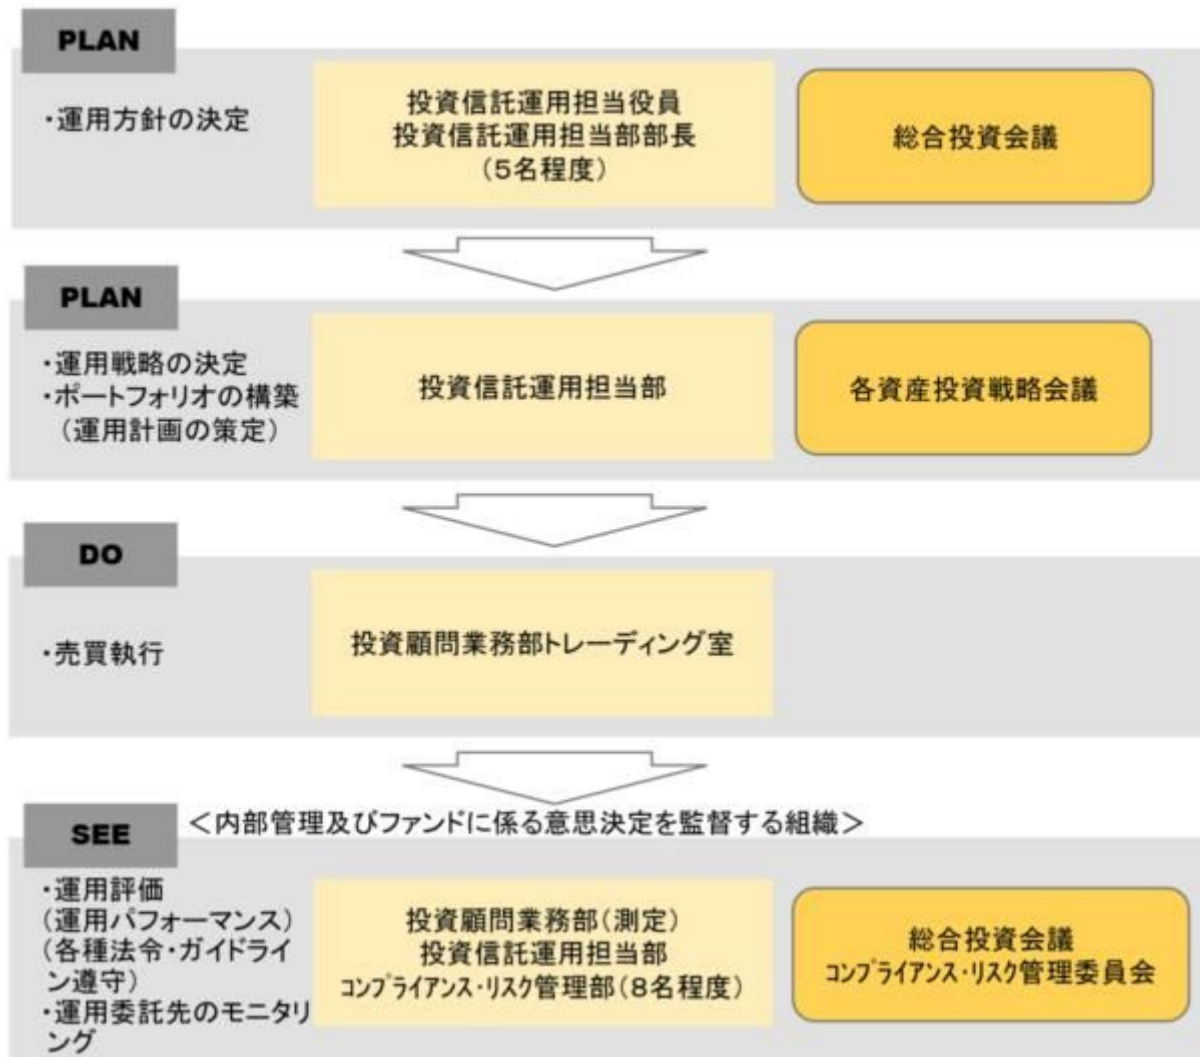 PLAN
・運用方針の決定
投資信託運用担当役員
投資信託運用担当部部長
(5名程度)
総合投資会議
PLAN
・運用戦略の決定
・ポートフォリオの構築
(運用計画の策定)
投資信託運用担当部
各資産投資戦略会議
DO
・売買執行
投資顧問業務部トレーディング室
SEE
＜内部管理及びファンドに係る意思決定を監督する組織＞
・運用評価
(運用パフォーマンス)
(各種法令・ガイドライ
ン遵守)
・運用委託先のモニタリ
ング
投資顧問業務部(測定)
投資信託運用担当部
ｺﾝﾌﾟﾗｲｱﾝｽ・ﾘｽｸ管理部(8名程度)
総合投資会議
ｺﾝﾌﾟﾗｲｱﾝｽ・ﾘｽｸ管理委員会